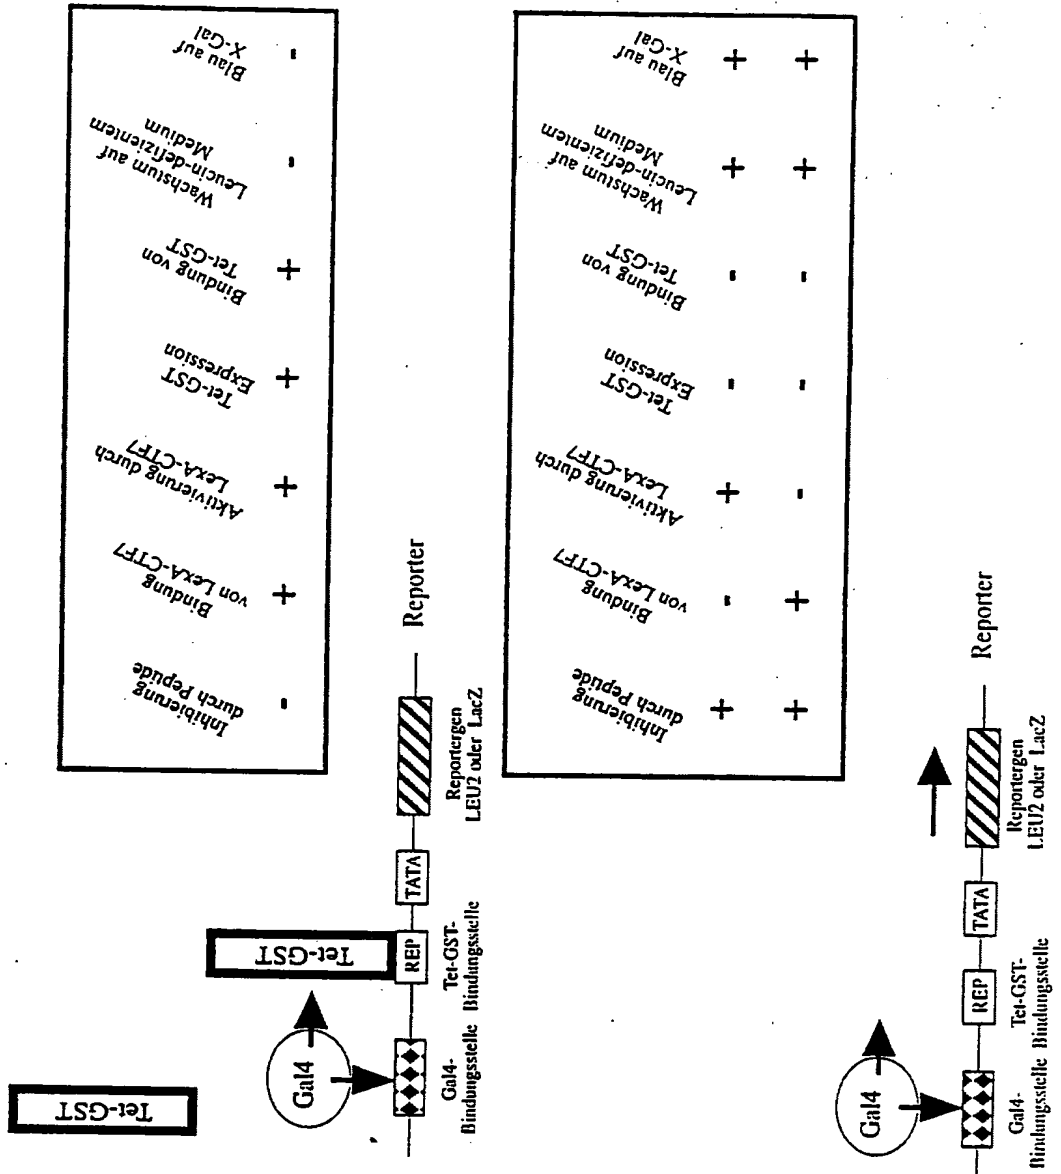 Blau auf
X-Gal
-
Wachstum auf
Leucin-defizientem
Medium
-
Bindung von
Tet-GST
+
Tet-GST
Expression
+
Aktivierung durch
LexA-CTF7
+
Bindung
von LexA-CTF7
+
Inhibierung
durch Peptide
-
Tet-GST
Gal4
Tet-GST
REP
TATA
Reporter
Gal4-
Bindungsstelle
Tet-GST-
Bindungsstelle
Reportergen
LEU2 oder LacZ
Blau auf
X-Gal
+
+
Wachstum auf
Leucin-defizientem
Medium
+
+
Bindung von
Tet-GST
-
-
Tet-GST
Expression
-
-
Aktivierung durch
LexA-CTF7
+
-
Bindung
von LexA-CTF7
-
+
Inhibierung
durch Peptide
+
+
Gal4
REP
TATA
Reporter
Gal4-
Bindungsstelle
Tet-GST-
Bindungsstelle
Reportergen
LEU2 oder LacZ